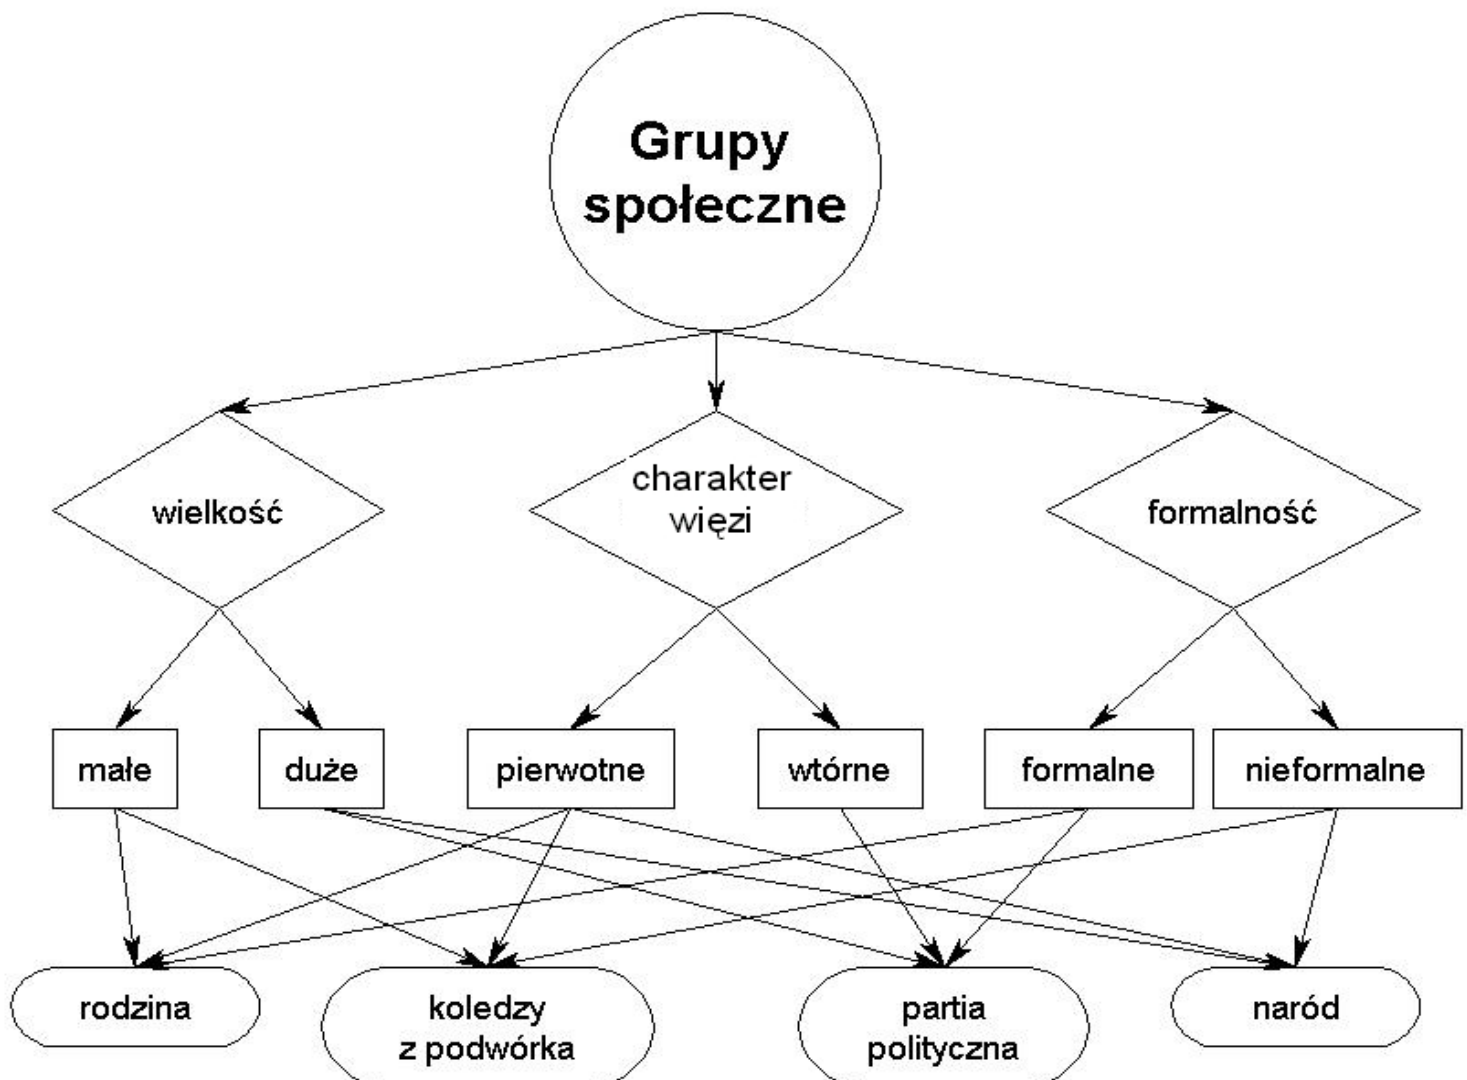 Grupy
społeczne
wielkość
charakter
więzi
formalność
małe
duże
pierwotne
wtórne
formalne
nieformalne
rodzina
koledzy
z podwórka
partia
polityczna
naród